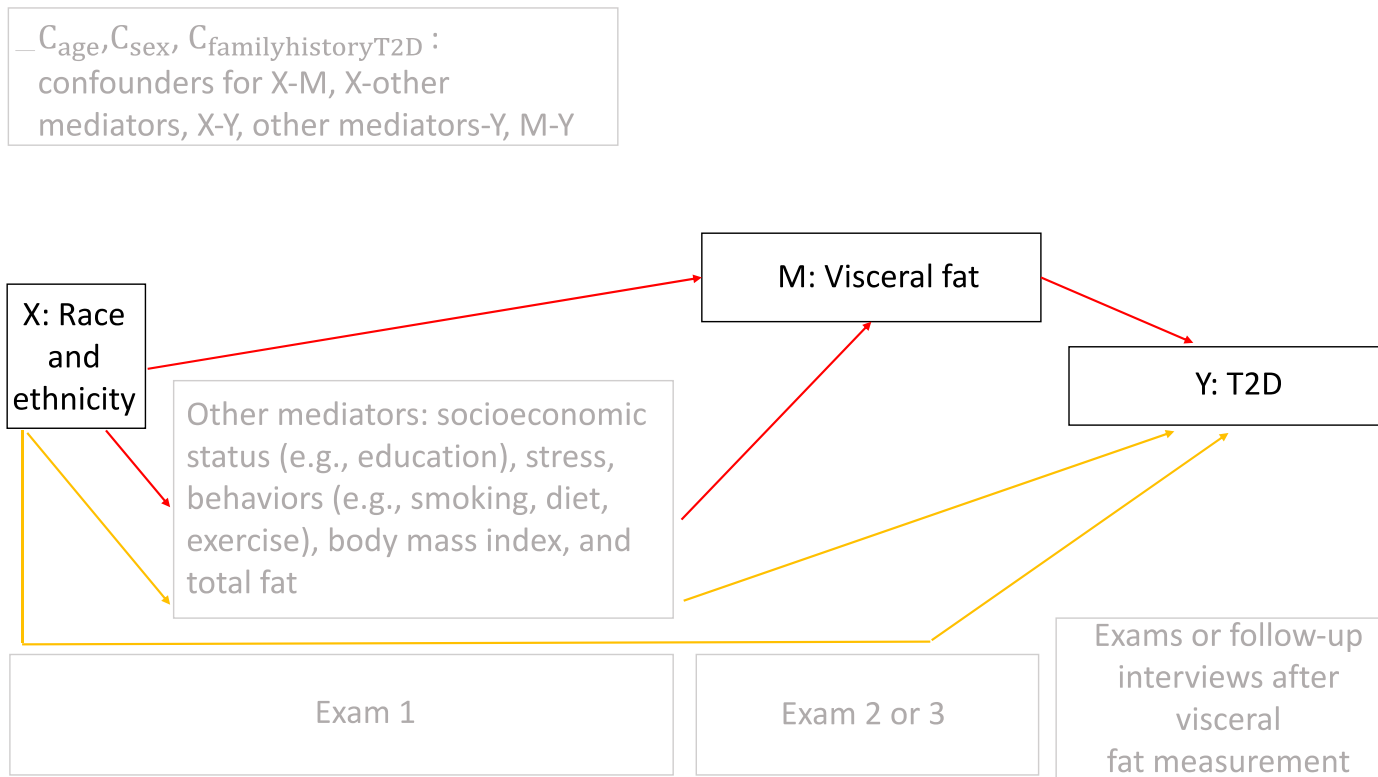 C_age,C_sex, C_familyhistoryT2D :
confounders for X-M, X-other
mediators, X-Y, other mediators-Y, M-Y
M: Visceral fat
X: Race
and
ethnicity
Y: T2D
Other mediators: socioeconomic
status (e.g., education), stress,
behaviors (e.g., smoking, diet,
exercise), body mass index, and
total fat
Exam 1
Exam 2 or 3
Exams or follow-up
interviews after
visceral
fat measurement